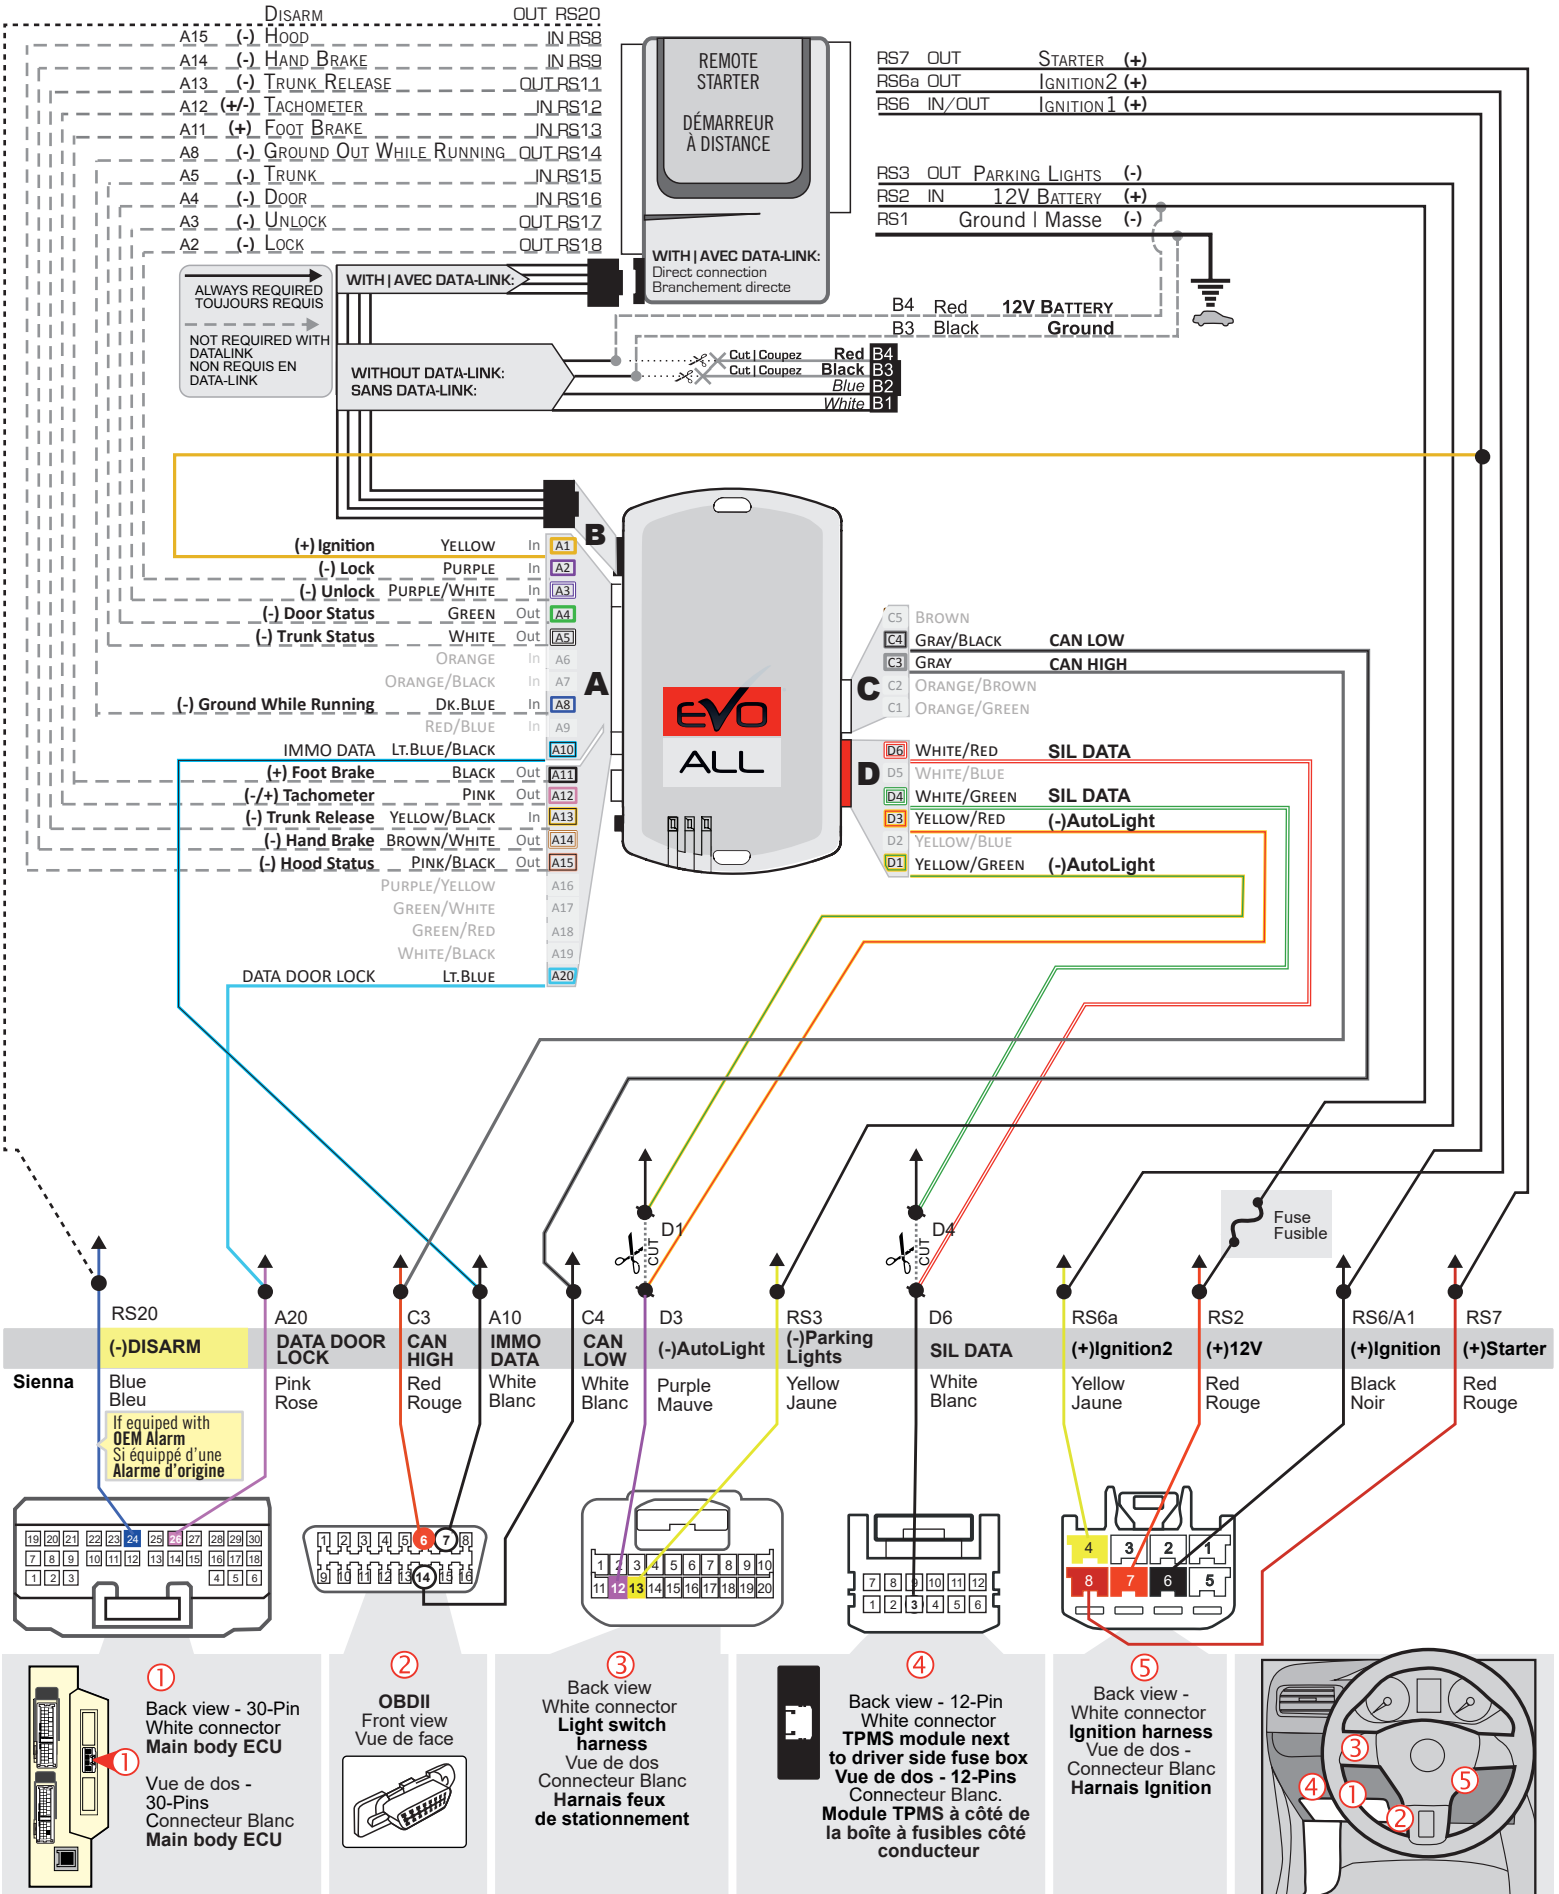 DISARM OUT RS20
A15 (-) HOOD IN RS8
A14 (-) HAND BRAKE IN RS9
A13 (-) TRUNK RELEASE OUT RS11
A12 (+/-) TACHOMETER IN RS12
A11 (+) FOOT BRAKE IN RS13
A8 (-) GROUND OUT WHILE RUNNING OUT RS14
A5 (-) TRUNK IN RS15
A4 (-) DOOR IN RS16
A3 (-) UNLOCK OUT RS17
A2 (-) LOCK OUT RS18
REMOTE
STARTER
DÉMARREUR
À DISTANCE
WITH | AVEC DATA-LINK:
Direct connection
Branchement directe
RS7 OUT STARTER (+)
RS6a OUT IGNITION2 (+)
RS6 IN/OUT IGNITION1 (+)
RS3 OUT PARKING LIGHTS (-)
RS2 IN 12V BATTERY (+)
RS1 Ground | Masse (-)
ALWAYS REQUIRED
TOUJOURS REQUIS
NOT REQUIRED WITH
DATALINK
NON REQUIS EN
DATA-LINK
WITH | AVEC DATA-LINK:
WITHOUT DATA-LINK:
SANS DATA-LINK:
B4 Red 12V BATTERY
B3 Black Ground
Cut | Coupez Red B4
Cut | Coupez Black B3
Blue B2
White B1
B
(+) Ignition YELLOW In A1
(-) Lock PURPLE In A2
(-) Unlock PURPLE/WHITE In A3
(-) Door Status GREEN Out A4
(-) Trunk Status WHITE Out A5
ORANGE In A6
ORANGE/BLACK In A7
(-) Ground While Running DK.BLUE In A8
RED/BLUE In A9
IMMO DATA LT.BLUE/BLACK A10
(+) Foot Brake BLACK Out A11
(-/+) Tachometer PINK Out A12
(-) Trunk Release YELLOW/BLACK In A13
(-) Hand Brake BROWN/WHITE Out A14
(-) Hood Status PINK/BLACK Out A15
PURPLE/YELLOW A16
GREEN/WHITE A17
GREEN/RED A18
WHITE/BLACK A19
DATA DOOR LOCK LT.BLUE A20
A
EVO
ALL
C
C5 BROWN
C4 GRAY/BLACK CAN LOW
C3 GRAY CAN HIGH
C2 ORANGE/BROWN
C1 ORANGE/GREEN
D
D6 WHITE/RED SIL DATA
D5 WHITE/BLUE
D4 WHITE/GREEN SIL DATA
D3 YELLOW/RED (-)AutoLight
D2 YELLOW/BLUE
D1 YELLOW/GREEN (-)AutoLight
D1
CUT
D4
CUT
Fuse
Fusible
RS20 A20 C3 A10 C4 D3 RS3 D6 RS6a RS2 RS6/A1 RS7
(-)DISARM
DATA DOOR
LOCK
CAN
HIGH
IMMO
DATA
CAN
LOW
(-)AutoLight
(-)Parking
Lights
SIL DATA
(+)Ignition2
(+)12V
(+)Ignition
(+)Starter
Sienna
Blue
Bleu
Pink
Rose
Red
Rouge
White
Blanc
White
Blanc
Purple
Mauve
Yellow
Jaune
White
Blanc
Yellow
Jaune
Red
Rouge
Black
Noir
Red
Rouge
If equiped with
OEM Alarm
Si équippé d'une
Alarme d'origine
19 20 21 22 23 24 25 26 27 28 29 30
7 8 9 10 11 12 13 14 15 16 17 18
1 2 3 4 5 6
1 2 3 4 5 6 7 8
9 10 11 12 13 14 15 16
1 2 3 4 5 6 7 8 9 10
11 12 13 14 15 16 17 18 19 20
7 8 9 10 11 12
1 2 3 4 5 6
4 3 2 1
8 7 6 5
①
Back view - 30-Pin
White connector
Main body ECU
Vue de dos -
30-Pins
Connecteur Blanc
Main body ECU
①
②
OBDII
Front view
Vue de face
③
Back view
White connector
Light switch
harness
Vue de dos
Connecteur Blanc
Harnais feux
de stationnement
④
Back view - 12-Pin
White connector
TPMS module next
to driver side fuse box
Vue de dos - 12-Pins
Connecteur Blanc.
Module TPMS à côté de
la boîte à fusibles côté
conducteur
⑤
Back view -
White connector
Ignition harness
Vue de dos -
Connecteur Blanc
Harnais Ignition
③
④
①
②
⑤